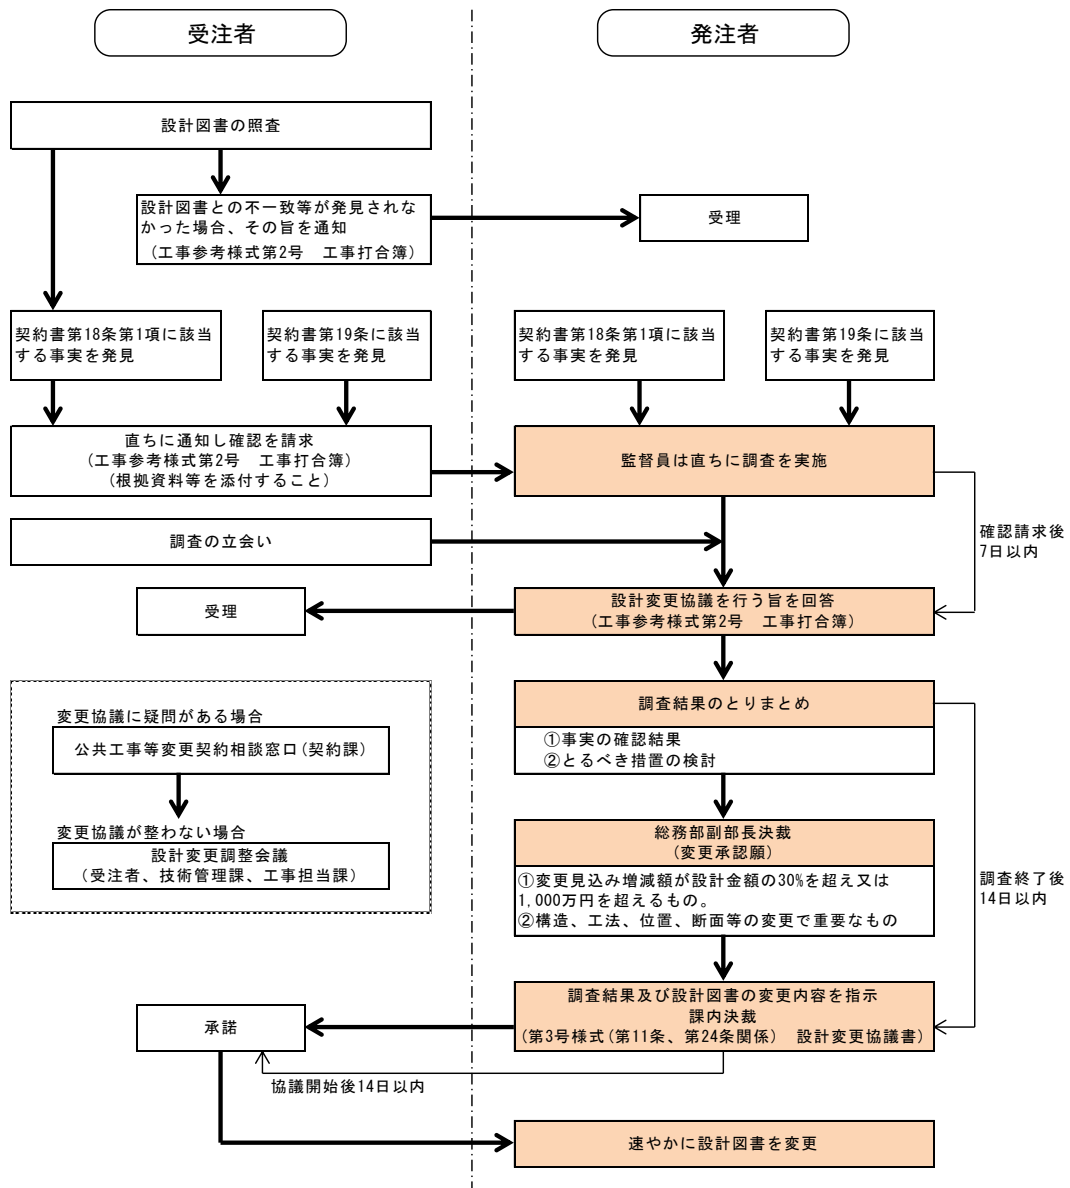 受注者
発注者
設計図書の照査
設計図書との不一致等が発見されな
かった場合、その旨を通知
（工事参考様式第2号　工事打合簿）
受理
契約書第18条第1項に該当
する事実を発見
契約書第19条に該当
する事実を発見
契約書第18条第1項に該当
する事実を発見
契約書第19条に該当
する事実を発見
直ちに通知し確認を請求
(工事参考様式第2号　工事打合簿)
(根拠資料等を添付すること)
監督員は直ちに調査を実施
調査の立会い
確認請求後
7日以内
受理
設計変更協議を行う旨を回答
(工事参考様式第2号　工事打合簿)
変更協議に疑問がある場合
公共工事等変更契約相談窓口(契約課)
変更協議が整わない場合
設計変更調整会議
(受注者、技術管理課、工事担当課)
調査結果のとりまとめ
①事実の確認結果
②とるべき措置の検討
総務部副部長決裁
(変更承認願)
①変更見込み増減額が設計金額の30%を超え又は
1,000万円を超えるもの。
②構造、工法、位置、断面等の変更で重要なもの
調査終了後
14日以内
承諾
調査結果及び設計図書の変更内容を指示
課内決裁
(第3号様式(第11条、第24条関係)　設計変更協議書)
協議開始後14日以内
速やかに設計図書を変更